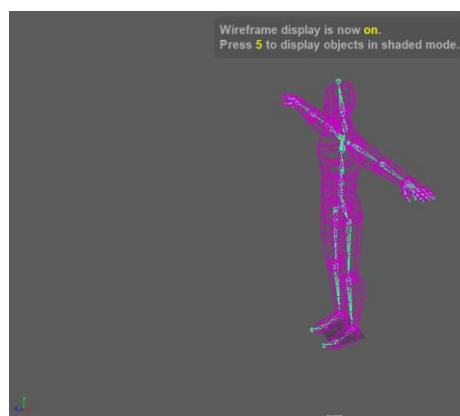 Wireframe display is now on.
Press 5 to display objects in shaded mode.